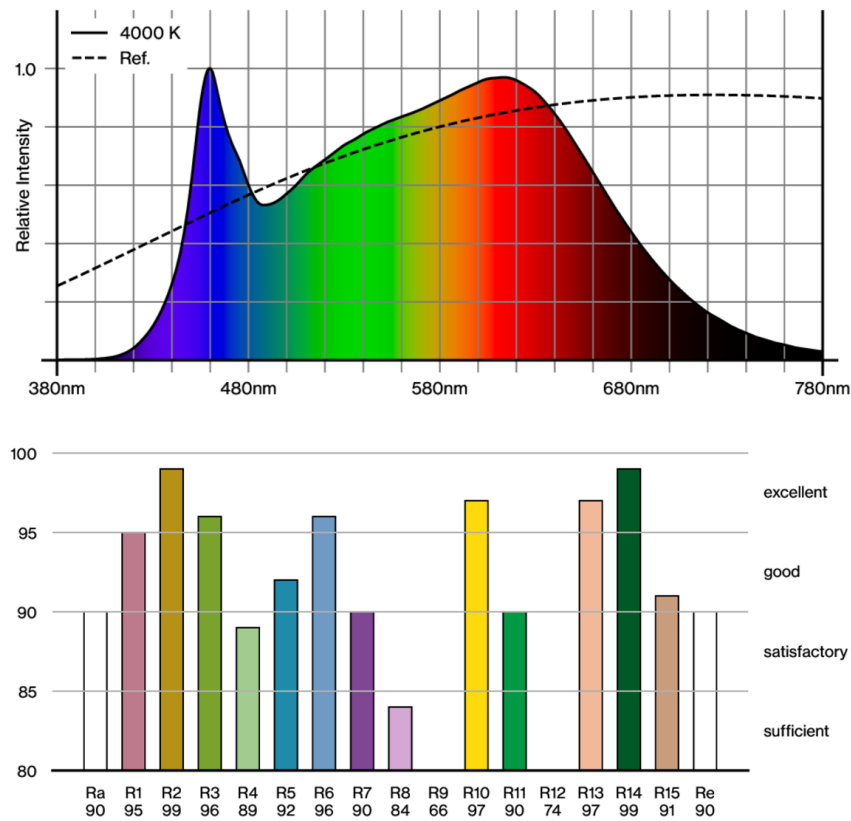 4000 K
Ref.
1.0
Relative Intensity
380nm 480nm 580nm 680nm 780nm
100
excellent
95
good
90
satisfactory
85
sufficient
80
Ra R1 R2 R3 R4 R5 R6 R7 R8 R9 R10 R11 R12 R13 R14 R15 Re
90 95 99 96 89 92 96 90 84 66 97 90 74 97 99 91 90